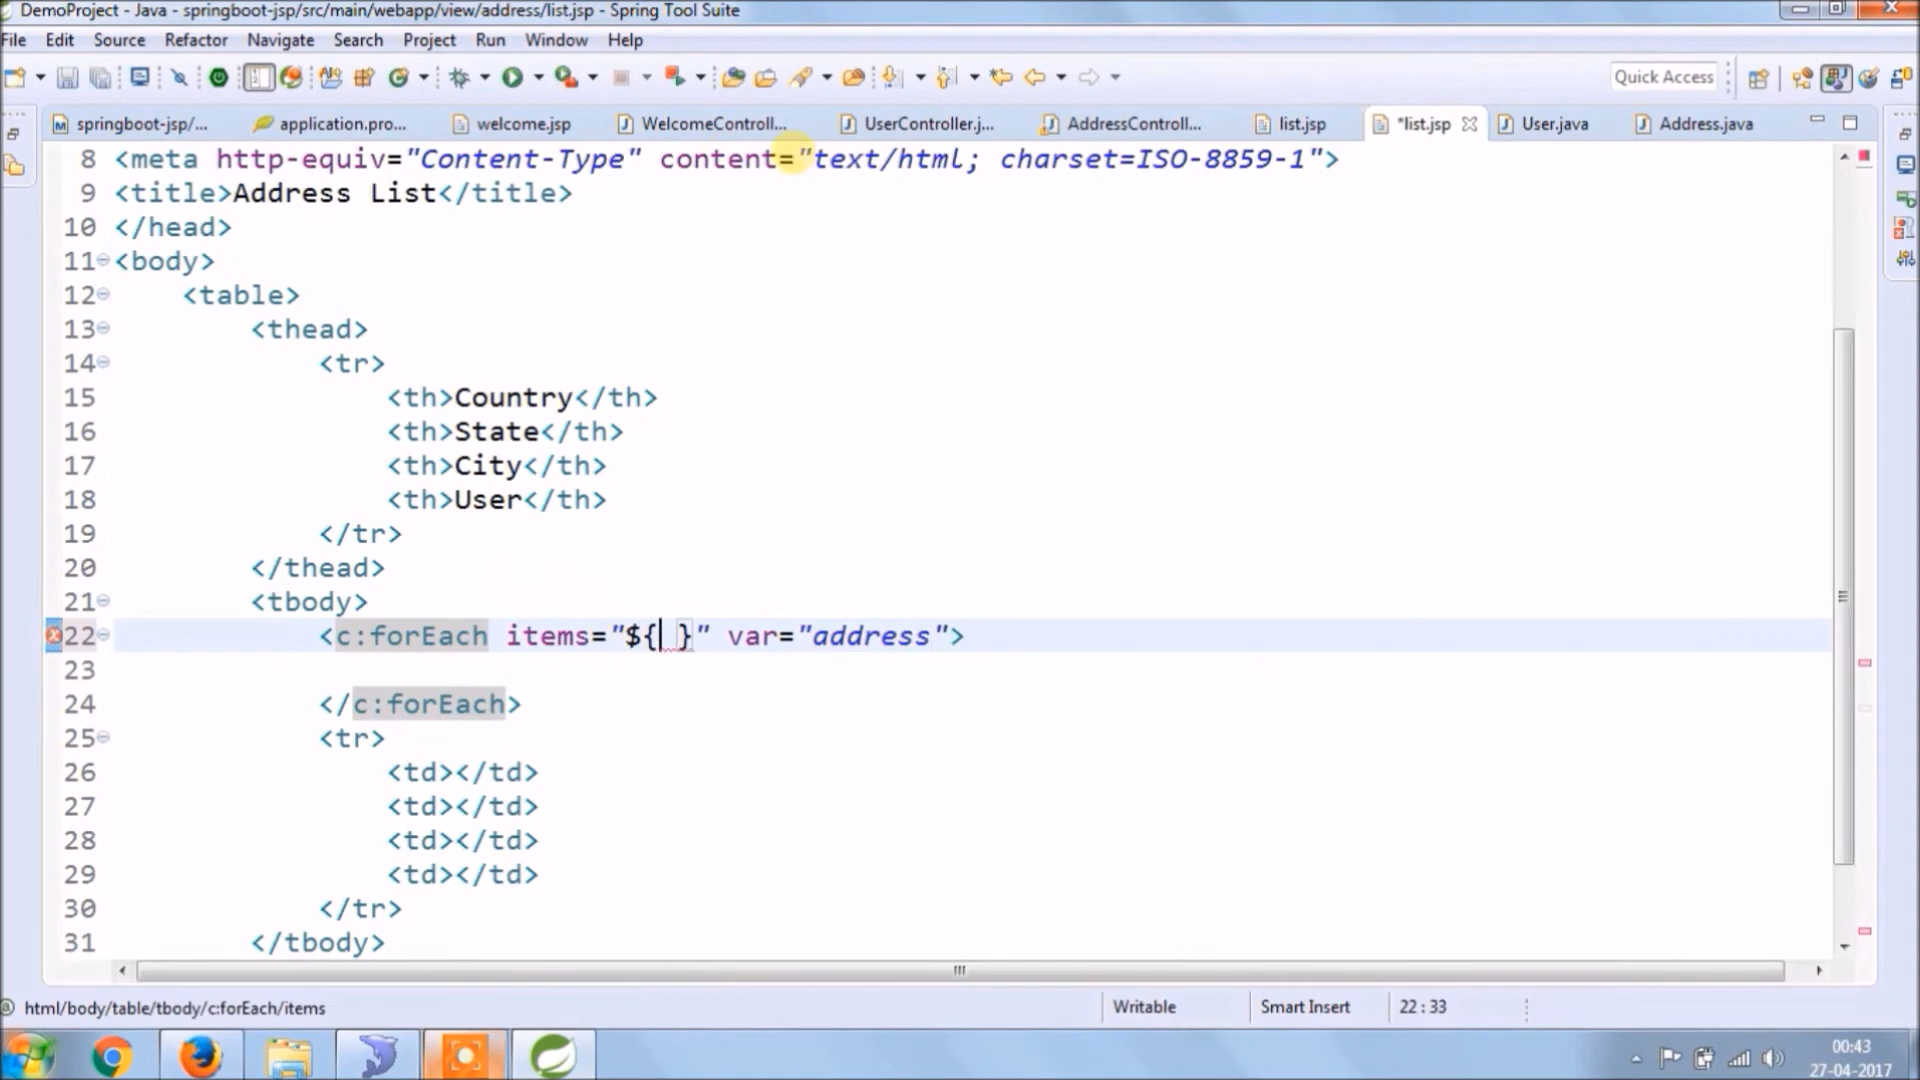 DemoProject - Java - springboot-jsp/src/main/webapp/view/address/list.jsp - Spring Tool Suite
File Edit Source Refactor Navigate Search Project Run Window Help
Quick Access
springboot-jsp/... application.pro... welcome.jsp WelcomeControll... UserController.j... AddressControll... list.jsp *list.jsp User.java Address.java
8 <meta http-equiv="Content-Type" content="text/html; charset=ISO-8859-1">
9 <title>Address List</title>
10 </head>
11 <body>
12 <table>
13 <thead>
14 <tr>
15 <th>Country</th>
16 <th>State</th>
17 <th>City</th>
18 <th>User</th>
19 </tr>
20 </thead>
21 <tbody>
22 <c:forEach items="${ }" var="address">
23
24 </c:forEach>
25 <tr>
26 <td></td>
27 <td></td>
28 <td></td>
29 <td></td>
30 </tr>
31 </tbody>
html/body/table/tbody/c:forEach/items Writable Smart Insert 22 : 33
00:43
27-04-2017